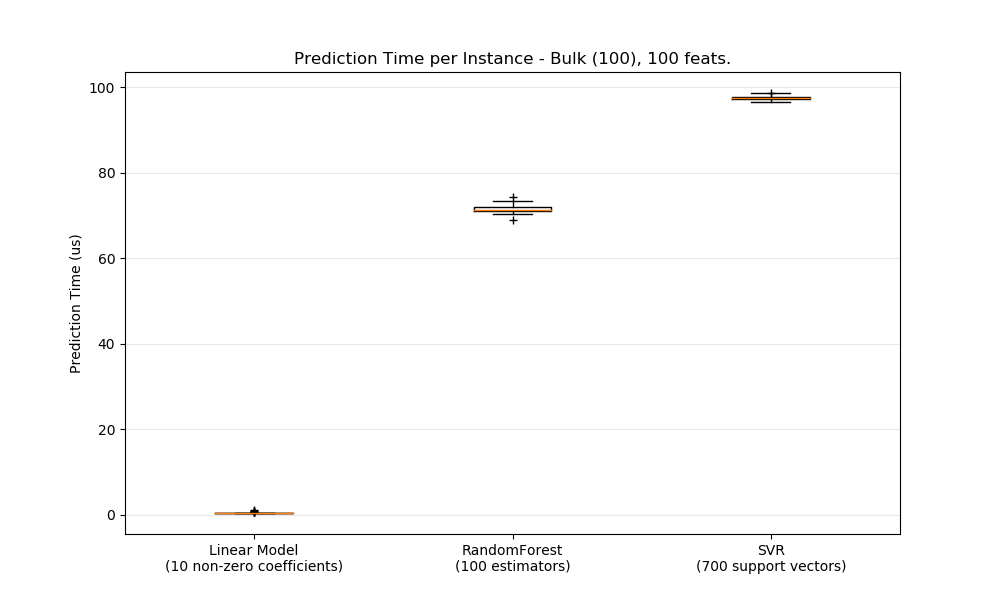 Prediction Time per Instance - Bulk (100), 100 feats.
Prediction Time (us)
100
80
60
40
20
0
Linear Model
(10 non-zero coefficients)
RandomForest
(100 estimators)
SVR
(700 support vectors)